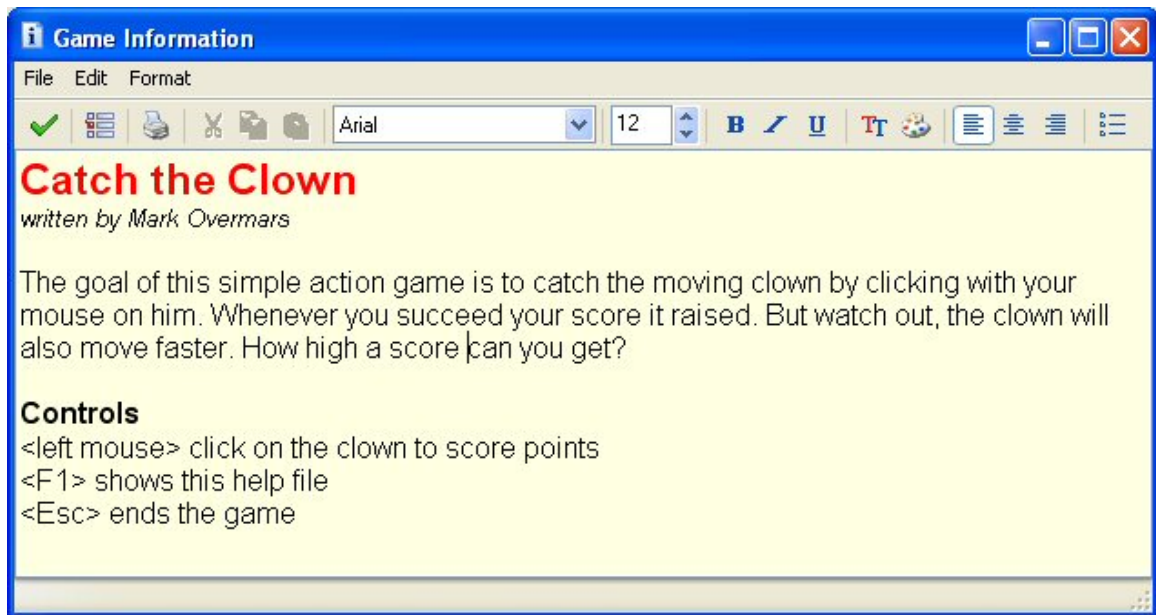 Game Information
File Edit Format
Arial 12 B I U TT
Catch the Clown
written by Mark Overmars
The goal of this simple action game is to catch the moving clown by clicking with your
mouse on him. Whenever you succeed your score it raised. But watch out, the clown will
also move faster. How high a score can you get?
Controls
<left mouse> click on the clown to score points
<F1> shows this help file
<Esc> ends the game